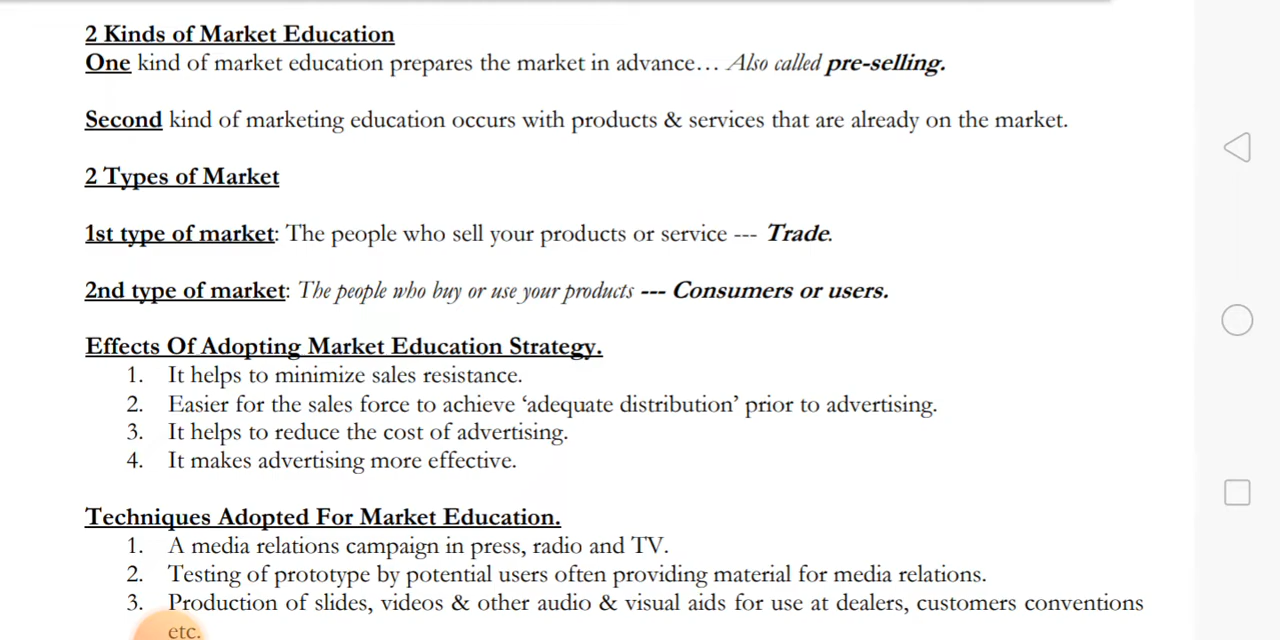 2 Kinds of Market Education
One kind of market education prepares the market in advance… Also called pre-selling.
Second kind of marketing education occurs with products & services that are already on the market.
2 Types of Market
1st type of market: The people who sell your products or service --- Trade.
2nd type of market: The people who buy or use your products --- Consumers or users.
Effects Of Adopting Market Education Strategy.
1. It helps to minimize sales resistance.
2. Easier for the sales force to achieve ‘adequate distribution’ prior to advertising.
3. It helps to reduce the cost of advertising.
4. It makes advertising more effective.
Techniques Adopted For Market Education.
1. A media relations campaign in press, radio and TV.
2. Testing of prototype by potential users often providing material for media relations.
3. Production of slides, videos & other audio & visual aids for use at dealers, customers conventions
etc.